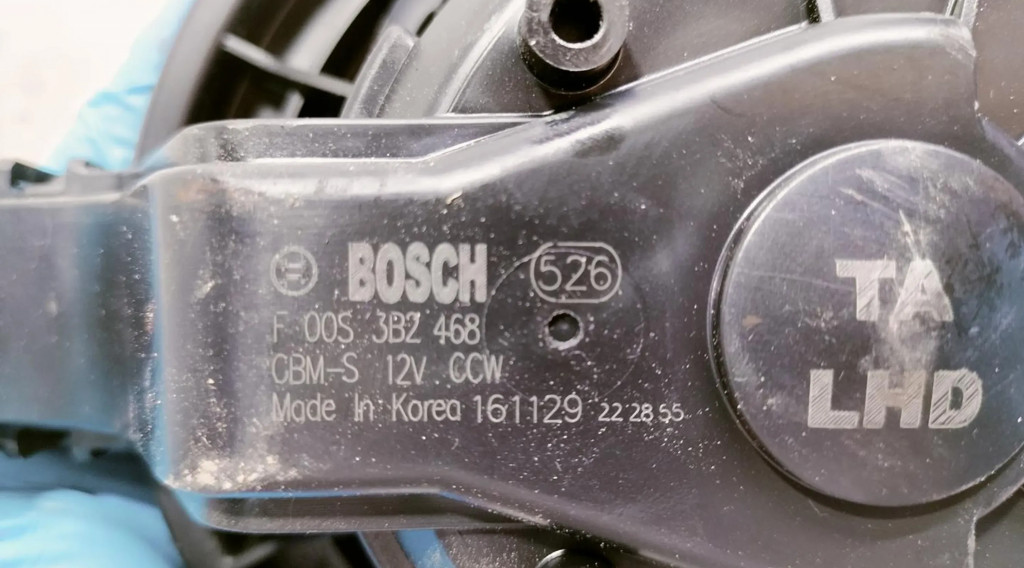 BOSCH 526
F 00S 3B2 468
CBM-S 12V CCW
Made In Korea 161129 22 28 55
TA
LHD